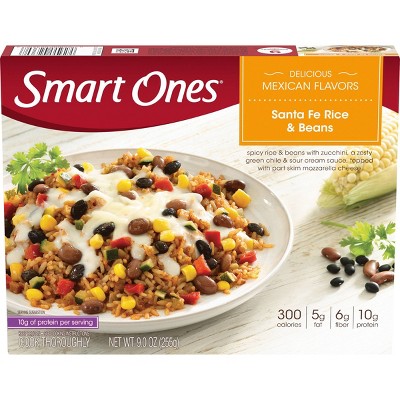 Smart Ones®
DELICIOUS
MEXICAN FLAVORS
Santa Fe Rice
& Beans
spicy rice & beans with zucchini, a zesty
green chile & sour cream sauce, topped
with part skim mozzarella cheese
10g of protein per serving
COOK THOROUGHLY
NET WT 9.0 OZ (255g)
300 calories
5g fat
6g fiber
10g protein